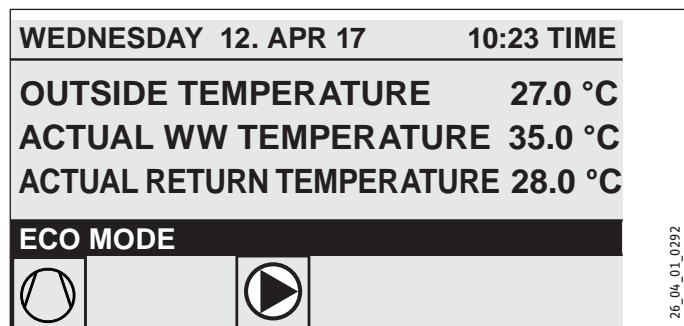 WEDNESDAY 12. APR 17 10:23 TIME
OUTSIDE TEMPERATURE 27.0 °C
ACTUAL WW TEMPERATURE 35.0 °C
ACTUAL RETURN TEMPERATURE 28.0 °C
ECO MODE
26_04_01_0292